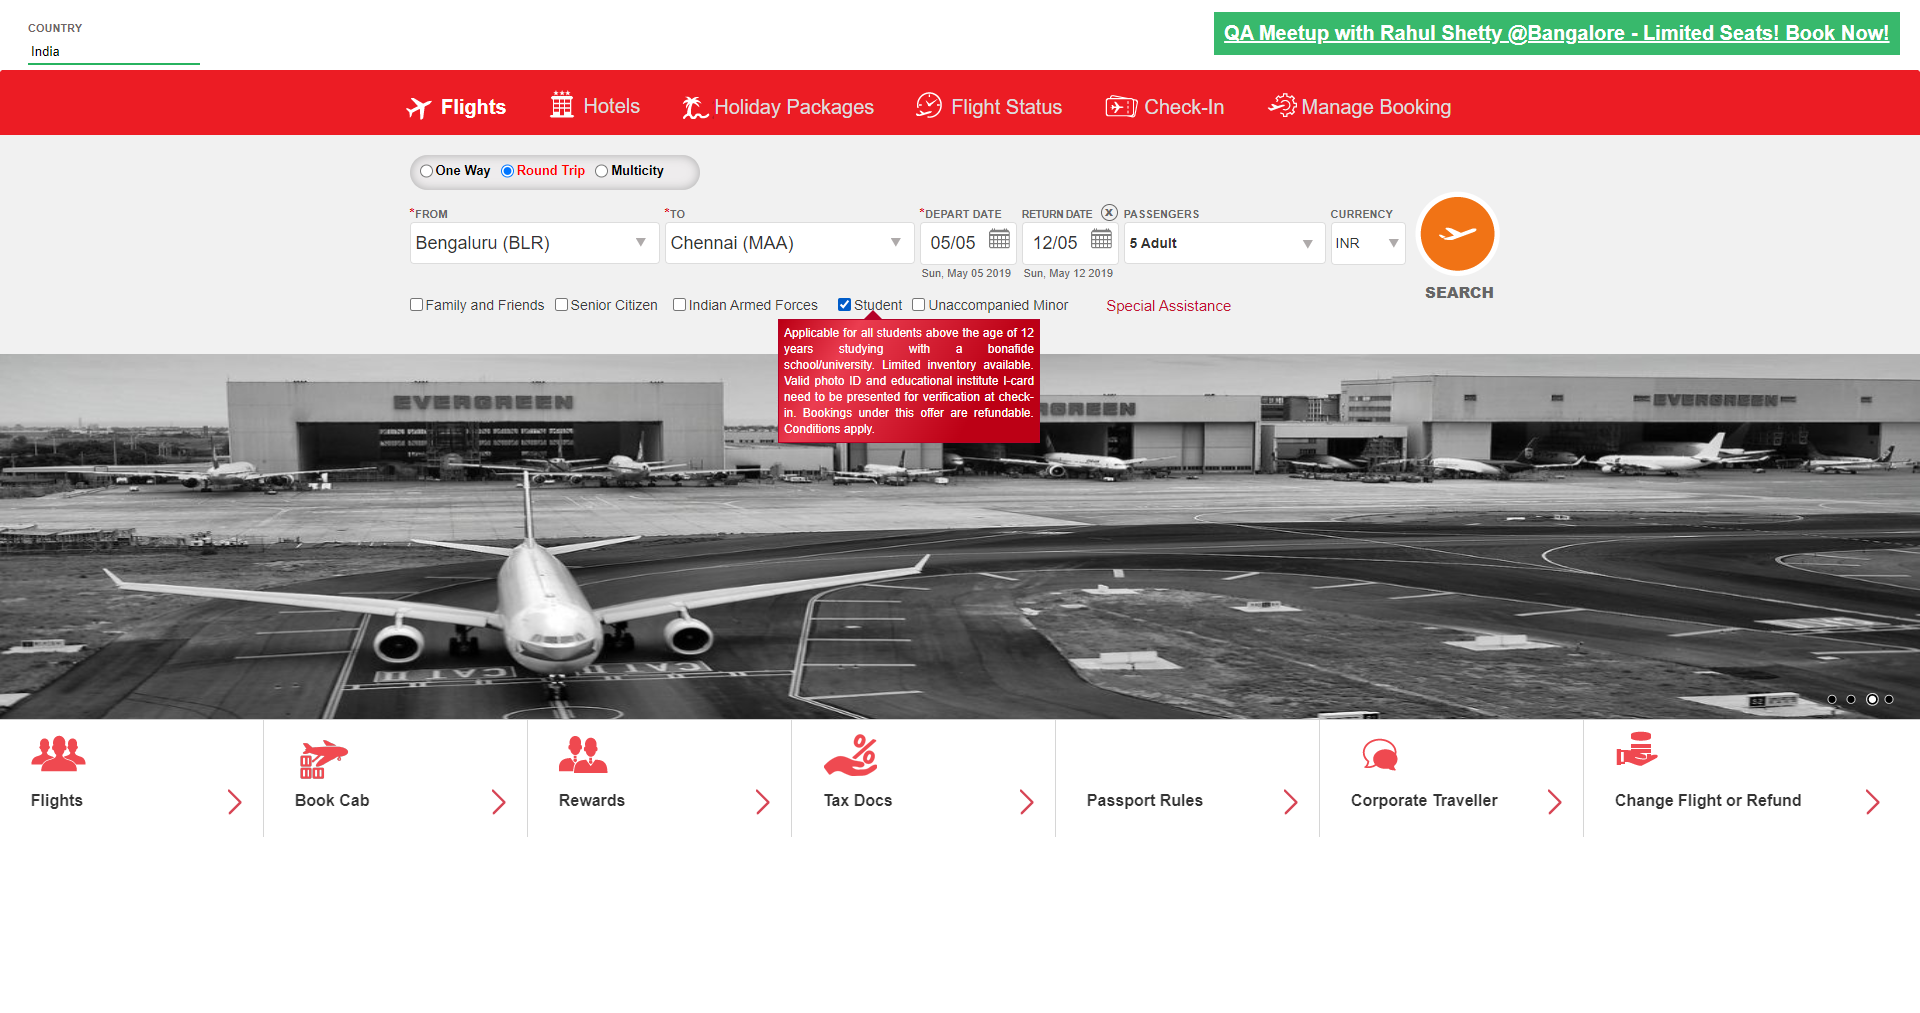 COUNTRY
India
QA Meetup with Rahul Shetty @Bangalore - Limited Seats! Book Now!
Flights
Hotels
Holiday Packages
Flight Status
Check-In
Manage Booking
One Way
Round Trip
Multicity
*FROM
*TO
*DEPART DATE
RETURN DATE
PASSENGERS
CURRENCY
Bengaluru (BLR)
Chennai (MAA)
05/05
12/05
5 Adult
INR
Sun, May 05 2019
Sun, May 12 2019
SEARCH
Family and Friends
Senior Citizen
Indian Armed Forces
Student
Unaccompanied Minor
Special Assistance
Applicable for all students above the age of 12
years studying with a bonafide
school/university. Limited inventory available.
Valid photo ID and educational institute I-card
need to be presented for verification at check-
in. Bookings under this offer are refundable.
Conditions apply.
EVERGREEN
RGREEN
EVERGREEN
CAT II
CAT II
Flights
Book Cab
Rewards
Tax Docs
Passport Rules
Corporate Traveller
Change Flight or Refund